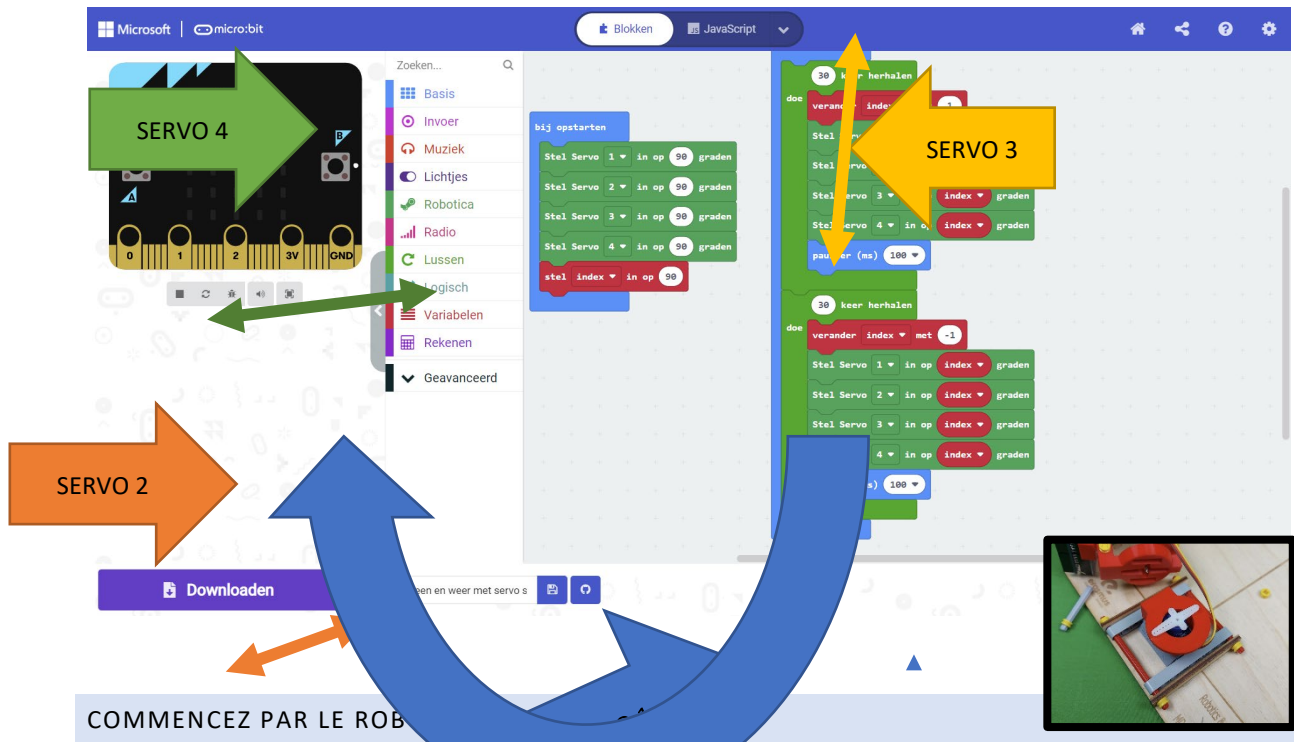 Microsoft
micro:bit
Blokken
JavaScript
SERVO 4
B
A
0 1 2 3V GND
Zoeken...
Basis
Invoer
Muziek
Lichtjes
Robotica
Radio
Lussen
Logisch
Variabelen
Rekenen
Geavanceerd
bij opstarten
Stel Servo 1 in op 90 graden
Stel Servo 2 in op 90 graden
Stel Servo 3 in op 90 graden
Stel Servo 4 in op 90 graden
stel index in op 90
30 keer herhalen
doe
Stel
Stel
Stel Servo 3 index graden
Stel Servo 4 in op index graden
(ms) 100
SERVO 3
30 keer herhalen
doe
verander index met -1
Stel Servo 1 in op index graden
Stel Servo 2 in op index graden
Stel Servo 3 in op index graden
4 in op index graden
100
SERVO 2
Downloaden
en weer met servo s
COMMENCEZ PAR LE